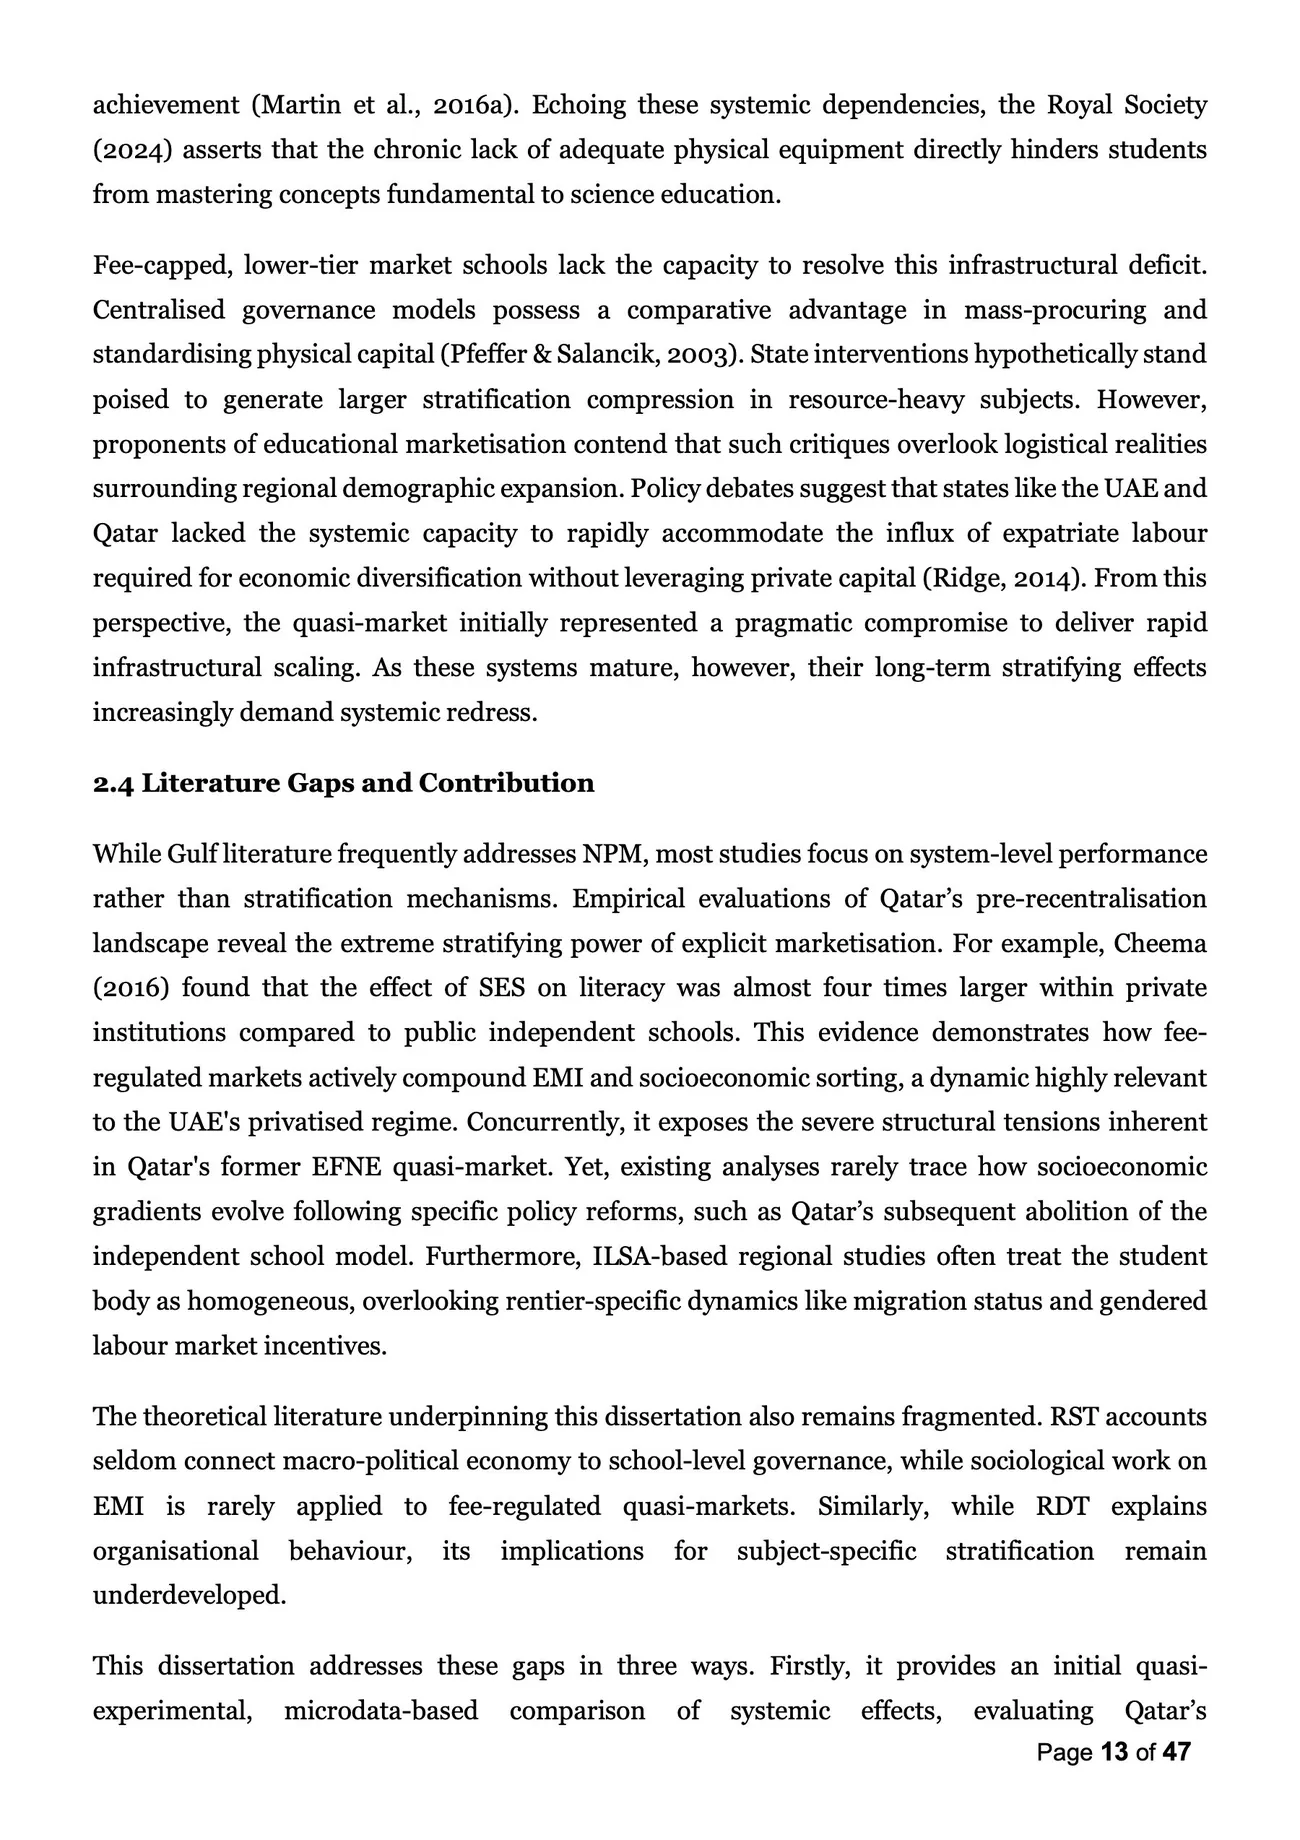 achievement (Martin et al., 2016a). Echoing these systemic dependencies, the Royal Society
(2024) asserts that the chronic lack of adequate physical equipment directly hinders students
from mastering concepts fundamental to science education.
Fee-capped, lower-tier market schools lack the capacity to resolve this infrastructural deficit.
Centralised governance models possess a comparative advantage in mass-procuring and
standardising physical capital (Pfeffer & Salancik, 2003). State interventions hypothetically stand
poised to generate larger stratification compression in resource-heavy subjects. However,
proponents of educational marketisation contend that such critiques overlook logistical realities
surrounding regional demographic expansion. Policy debates suggest that states like the UAE and
Qatar lacked the systemic capacity to rapidly accommodate the influx of expatriate labour
required for economic diversification without leveraging private capital (Ridge, 2014). From this
perspective, the quasi-market initially represented a pragmatic compromise to deliver rapid
infrastructural scaling. As these systems mature, however, their long-term stratifying effects
increasingly demand systemic redress.
2.4 Literature Gaps and Contribution
While Gulf literature frequently addresses NPM, most studies focus on system-level performance
rather than stratification mechanisms. Empirical evaluations of Qatar’s pre-recentralisation
landscape reveal the extreme stratifying power of explicit marketisation. For example, Cheema
(2016) found that the effect of SES on literacy was almost four times larger within private
institutions compared to public independent schools. This evidence demonstrates how fee-
regulated markets actively compound EMI and socioeconomic sorting, a dynamic highly relevant
to the UAE's privatised regime. Concurrently, it exposes the severe structural tensions inherent
in Qatar's former EFNE quasi-market. Yet, existing analyses rarely trace how socioeconomic
gradients evolve following specific policy reforms, such as Qatar’s subsequent abolition of the
independent school model. Furthermore, ILSA-based regional studies often treat the student
body as homogeneous, overlooking rentier-specific dynamics like migration status and gendered
labour market incentives.
The theoretical literature underpinning this dissertation also remains fragmented. RST accounts
seldom connect macro-political economy to school-level governance, while sociological work on
EMI is rarely applied to fee-regulated quasi-markets. Similarly, while RDT explains
organisational behaviour, its implications for subject-specific stratification remain
underdeveloped.
This dissertation addresses these gaps in three ways. Firstly, it provides an initial quasi-
experimental, microdata-based comparison of systemic effects, evaluating Qatar’s
Page 13 of 47